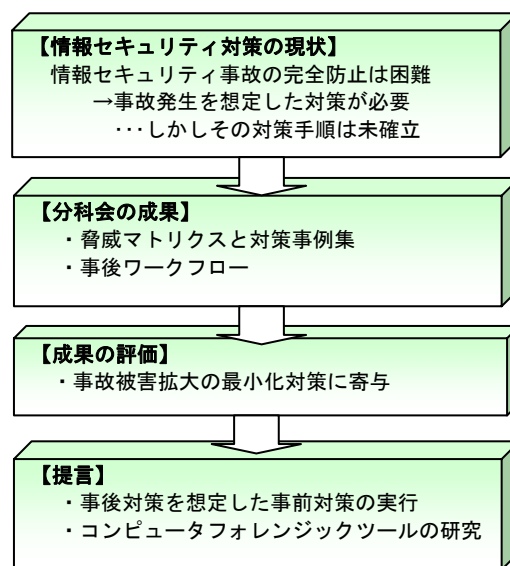 【情報セキュリティ対策の現状】
情報セキュリティ事故の完全防止は困難
→事故発生を想定した対策が必要
･･･しかしその対策手順は未確立
【分科会の成果】
・脅威マトリクスと対策事例集
・事後ワークフロー
【成果の評価】
・事故被害拡大の最小化対策に寄与
【提言】
・事後対策を想定した事前対策の実行
・コンピュータフォレンジックツールの研究